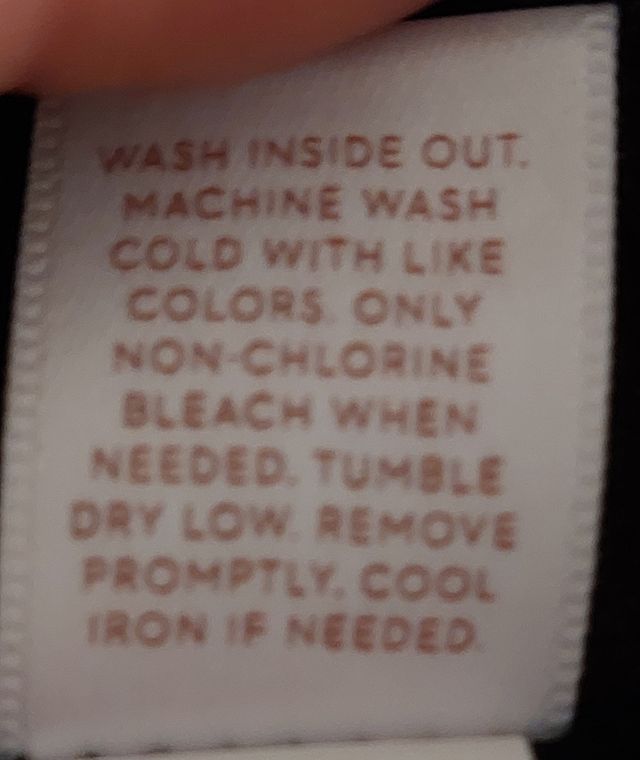 WASH INSIDE OUT.
MACHINE WASH
COLD WITH LIKE
COLORS. ONLY
NON-CHLORINE
BLEACH WHEN
NEEDED. TUMBLE
DRY LOW. REMOVE
PROMPTLY. COOL
IRON IF NEEDED.